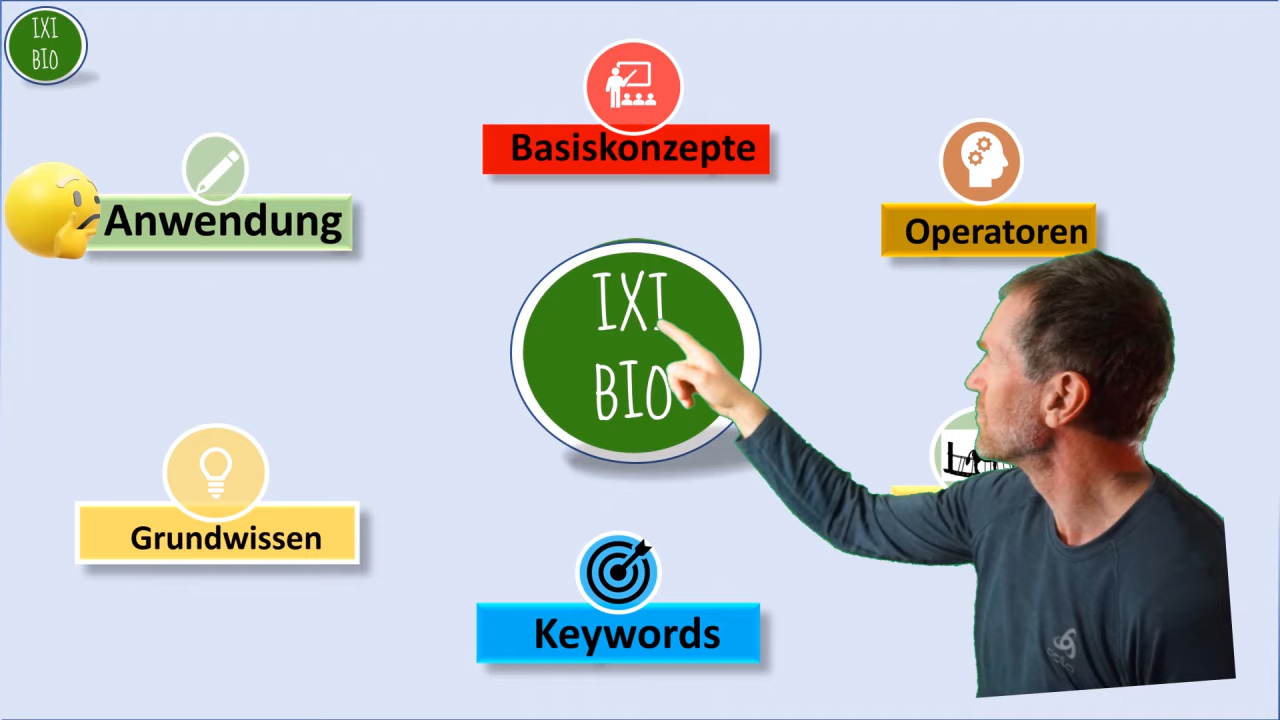 IXI
BIO
Basiskonzepte
Anwendung
Operatoren
IXI
BIO
Grundwissen
Keywords